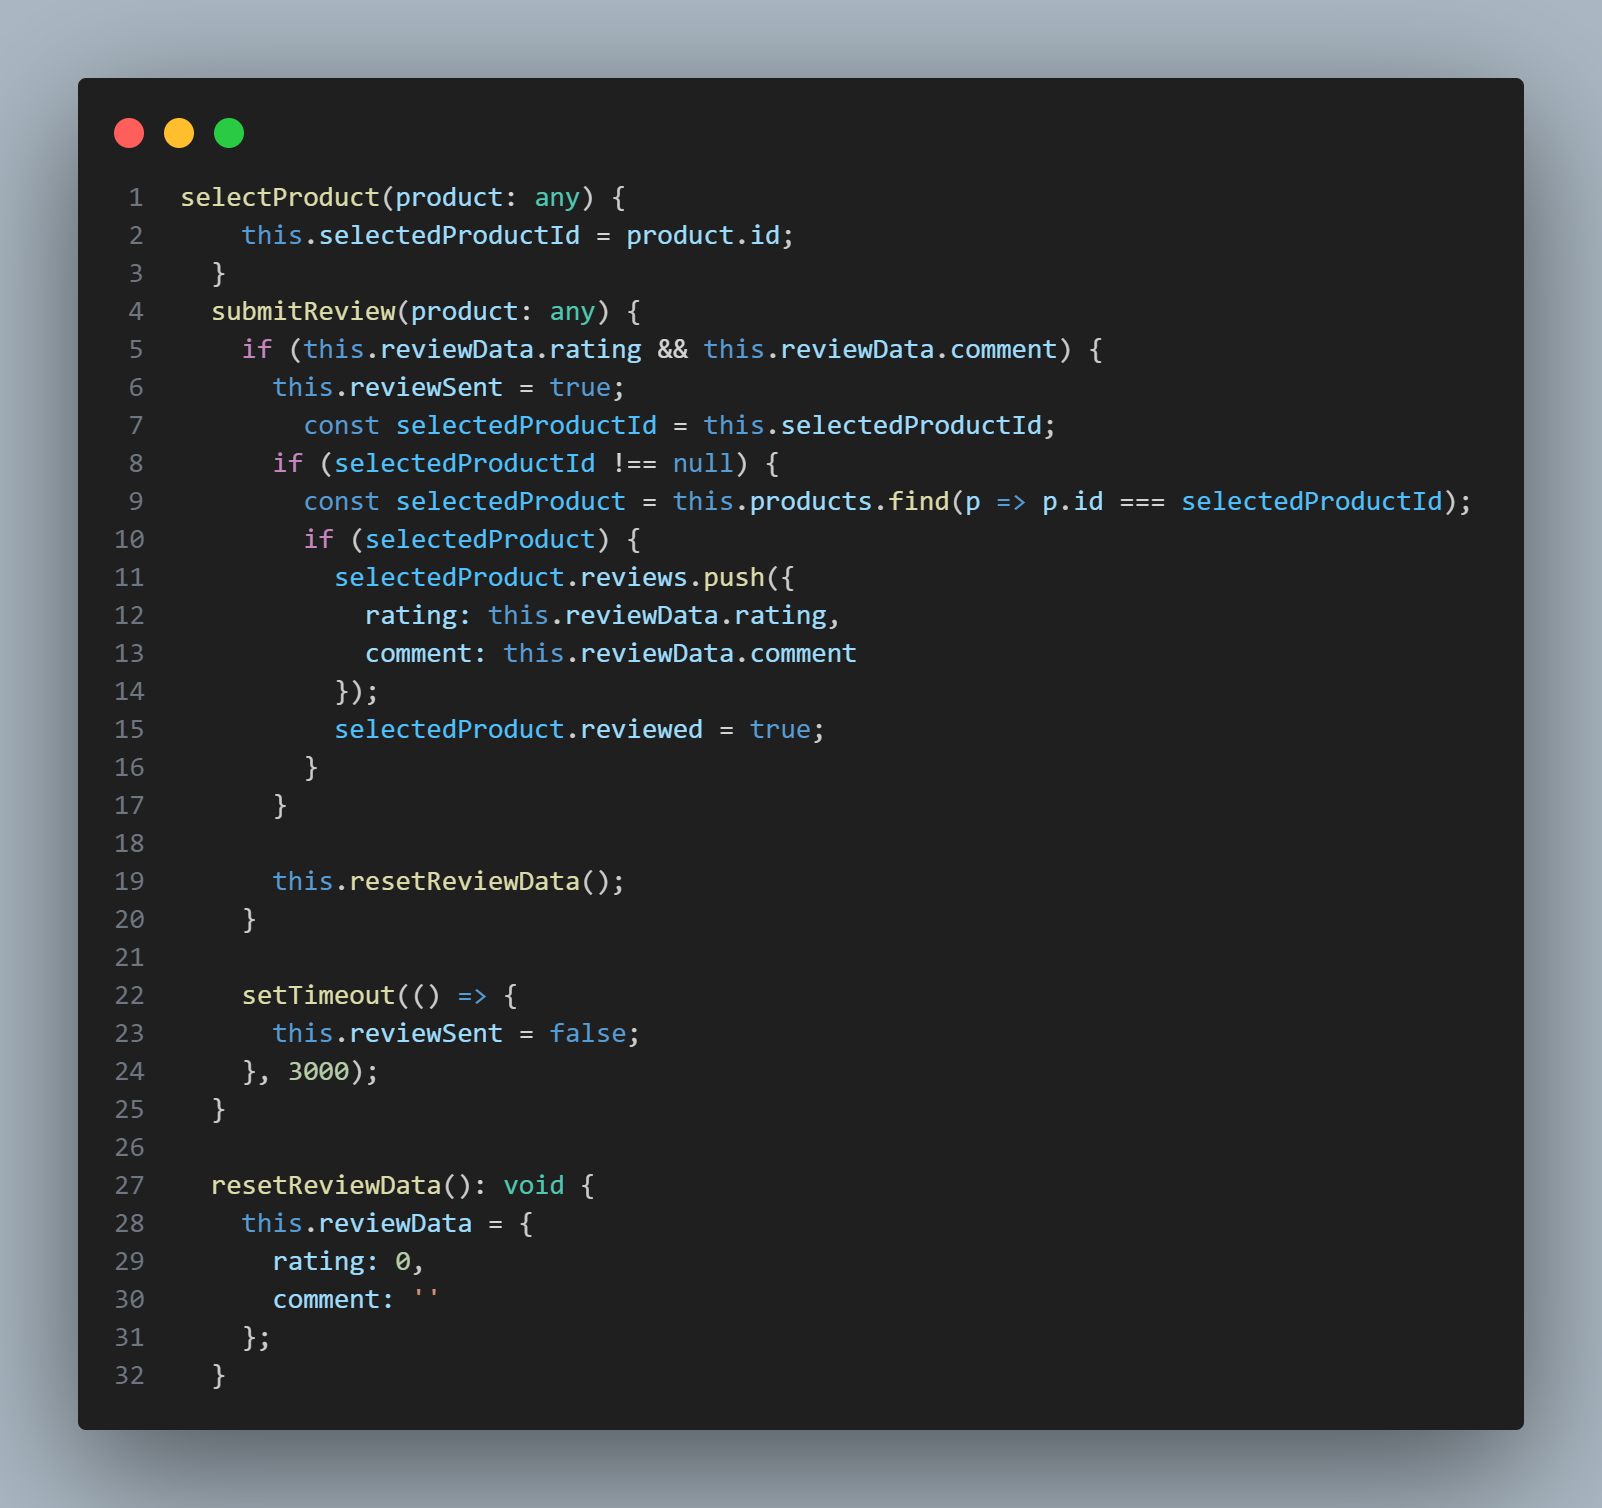 1 selectProduct(product: any) {
2 this.selectedProductId = product.id;
3 }
4 submitReview(product: any) {
5 if (this.reviewData.rating && this.reviewData.comment) {
6 this.reviewSent = true;
7 const selectedProductId = this.selectedProductId;
8 if (selectedProductId !== null) {
9 const selectedProduct = this.products.find(p => p.id === selectedProductId);
10 if (selectedProduct) {
11 selectedProduct.reviews.push({
12 rating: this.reviewData.rating,
13 comment: this.reviewData.comment
14 });
15 selectedProduct.reviewed = true;
16 }
17 }
18
19 this.resetReviewData();
20 }
21
22 setTimeout(() => {
23 this.reviewSent = false;
24 }, 3000);
25 }
26
27 resetReviewData(): void {
28 this.reviewData = {
29 rating: 0,
30 comment: ''
31 };
32 }